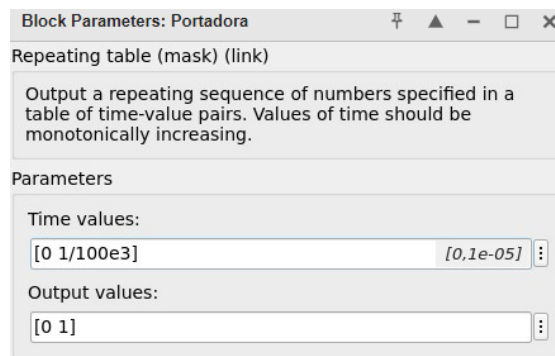 Block Parameters: Portadora
Repeating table (mask) (link)
Output a repeating sequence of numbers specified in a
table of time-value pairs. Values of time should be
monotonically increasing.
Parameters
Time values:
[0 1/100e3] [0,1e-05]
Output values:
[0 1]